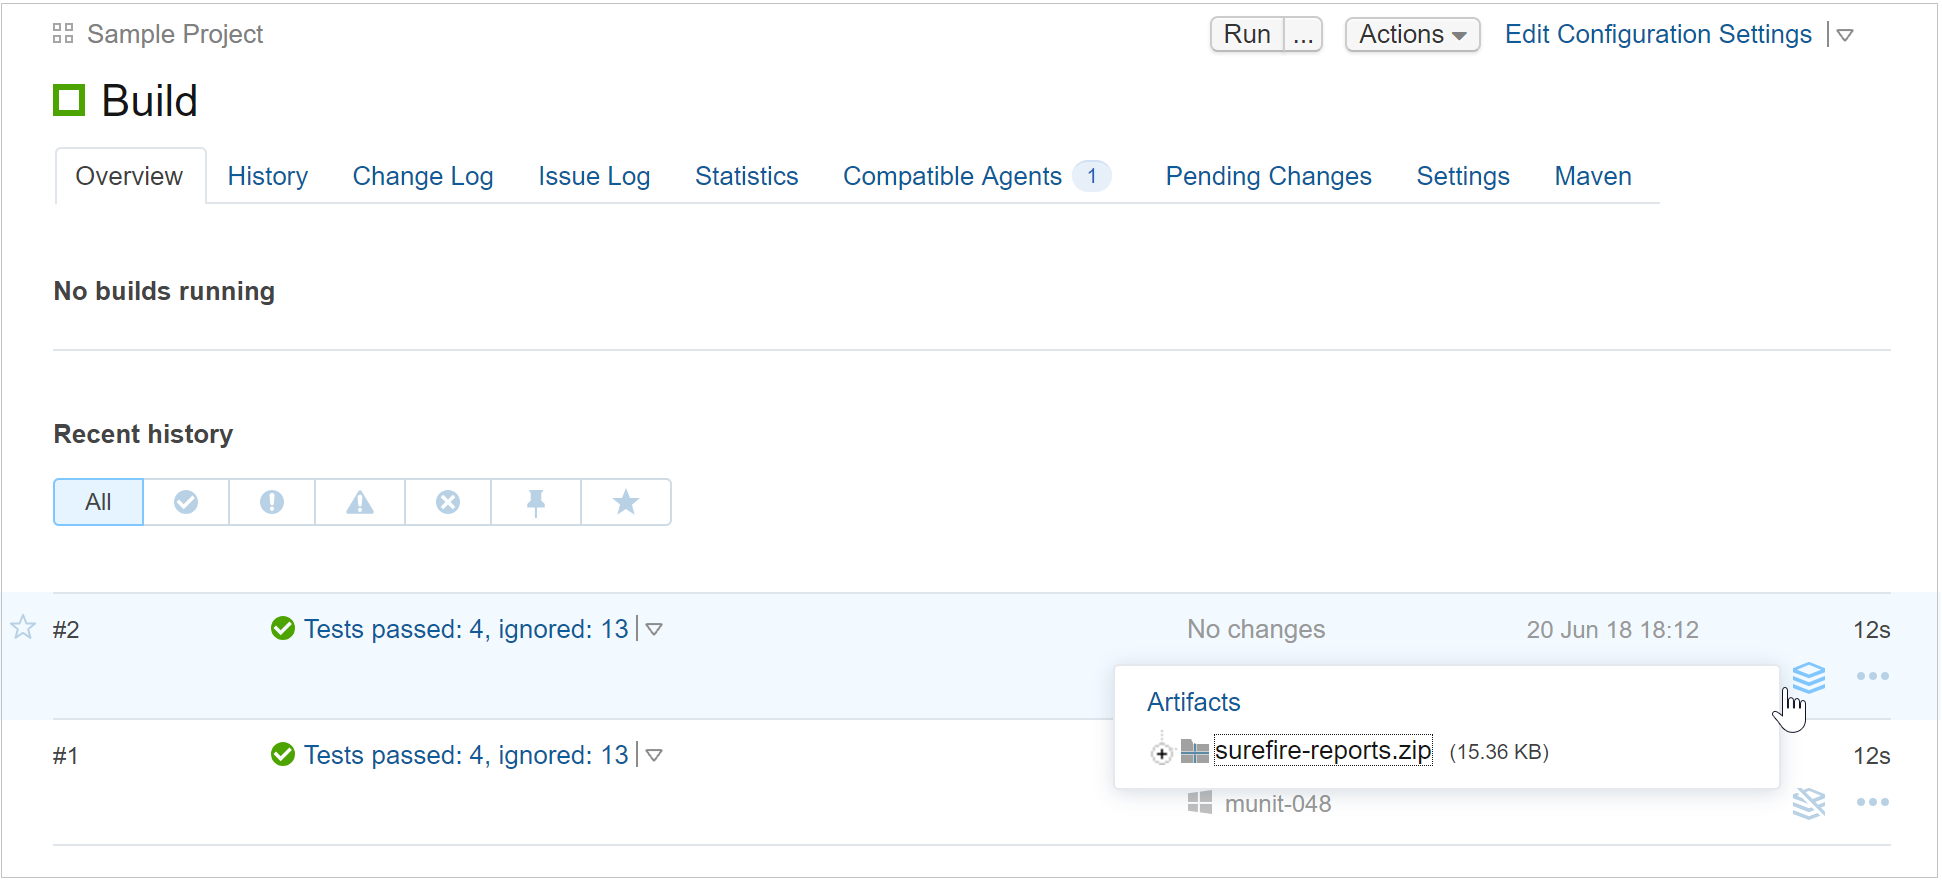 Sample Project
Run ... Actions Edit Configuration Settings
Build
Overview History Change Log Issue Log Statistics Compatible Agents 1 Pending Changes Settings Maven
No builds running
Recent history
All
#2 Tests passed: 4, ignored: 13 No changes 20 Jun 18 18:12 12s
Artifacts
surefire-reports.zip (15.36 KB)
#1 Tests passed: 4, ignored: 13 12s
munit-048